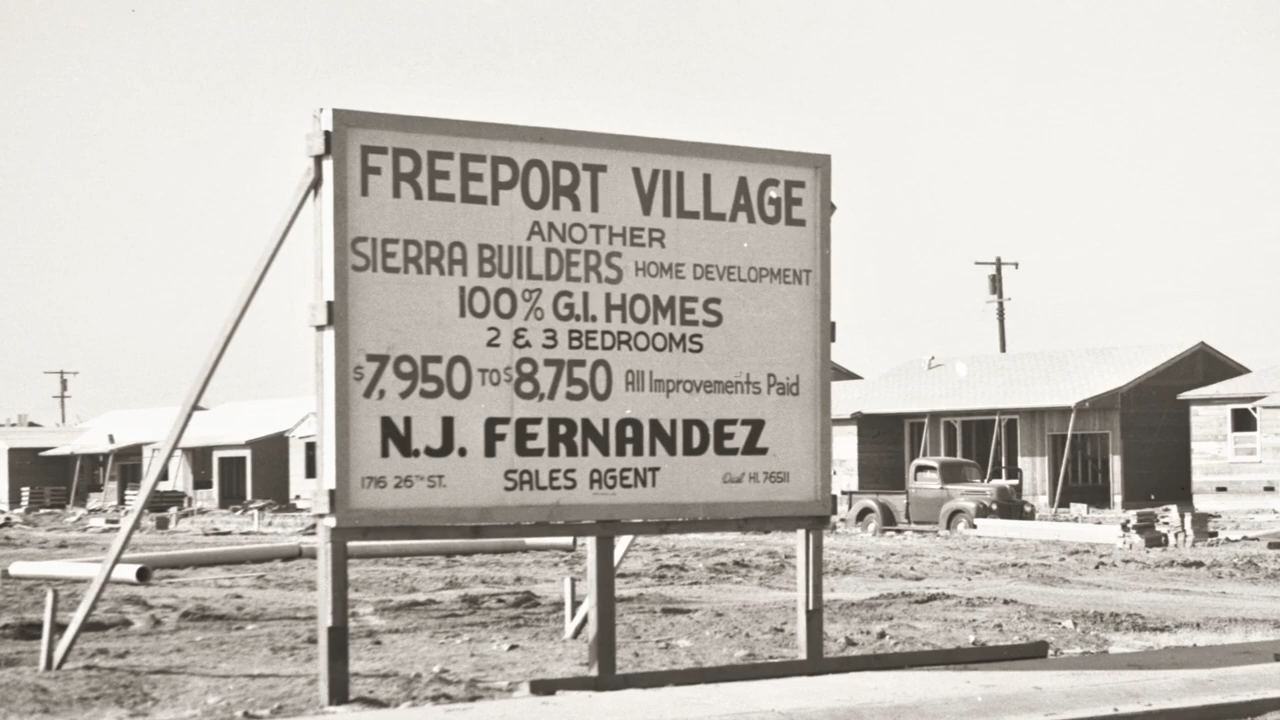 FREEPORT VILLAGE
ANOTHER
SIERRA BUILDERS HOME DEVELOPMENT
100% G.I. HOMES
2 & 3 BEDROOMS
$7,950 TO $8,750 All Improvements Paid
N.J. FERNANDEZ
1716 26TH ST. SALES AGENT Dial HI. 76511